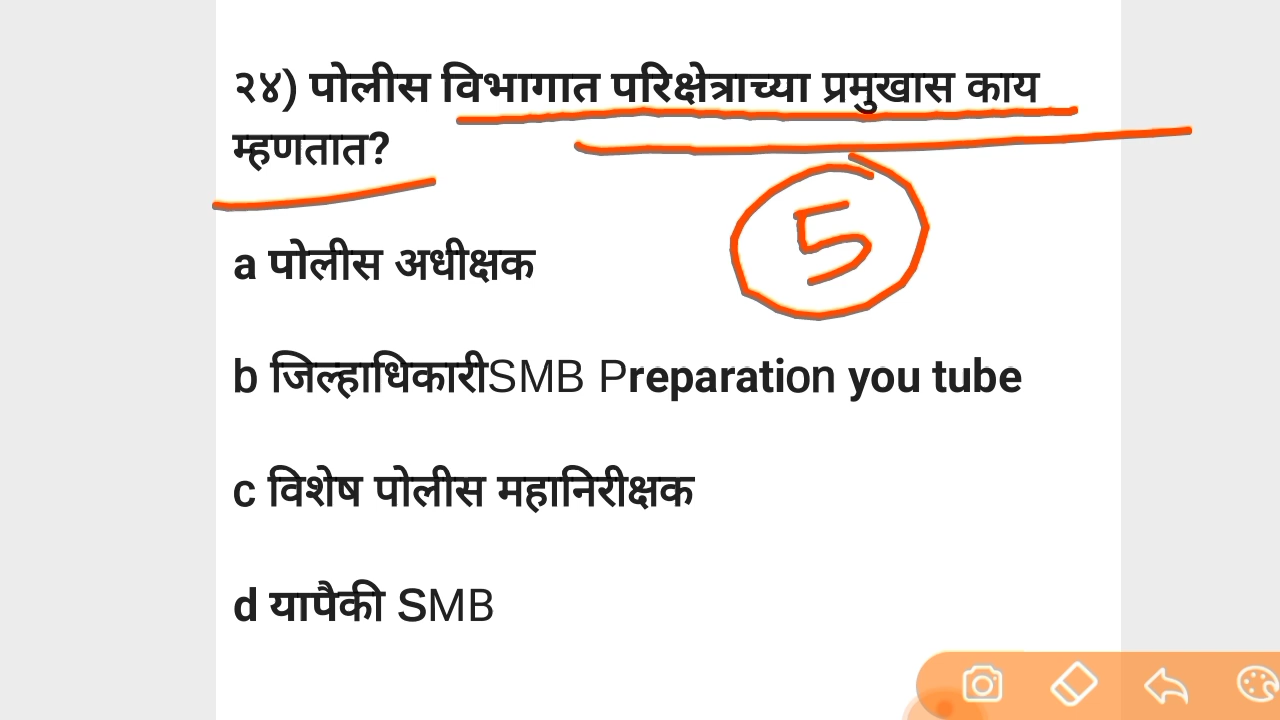 २४) पोलीस विभागात परिक्षेत्राच्या प्रमुखास काय
म्हणतात?
5
a पोलीस अधीक्षक
b जिल्हाधिकारीSMB Preparation you tube
c विशेष पोलीस महानिरीक्षक
d यापैकी SMB